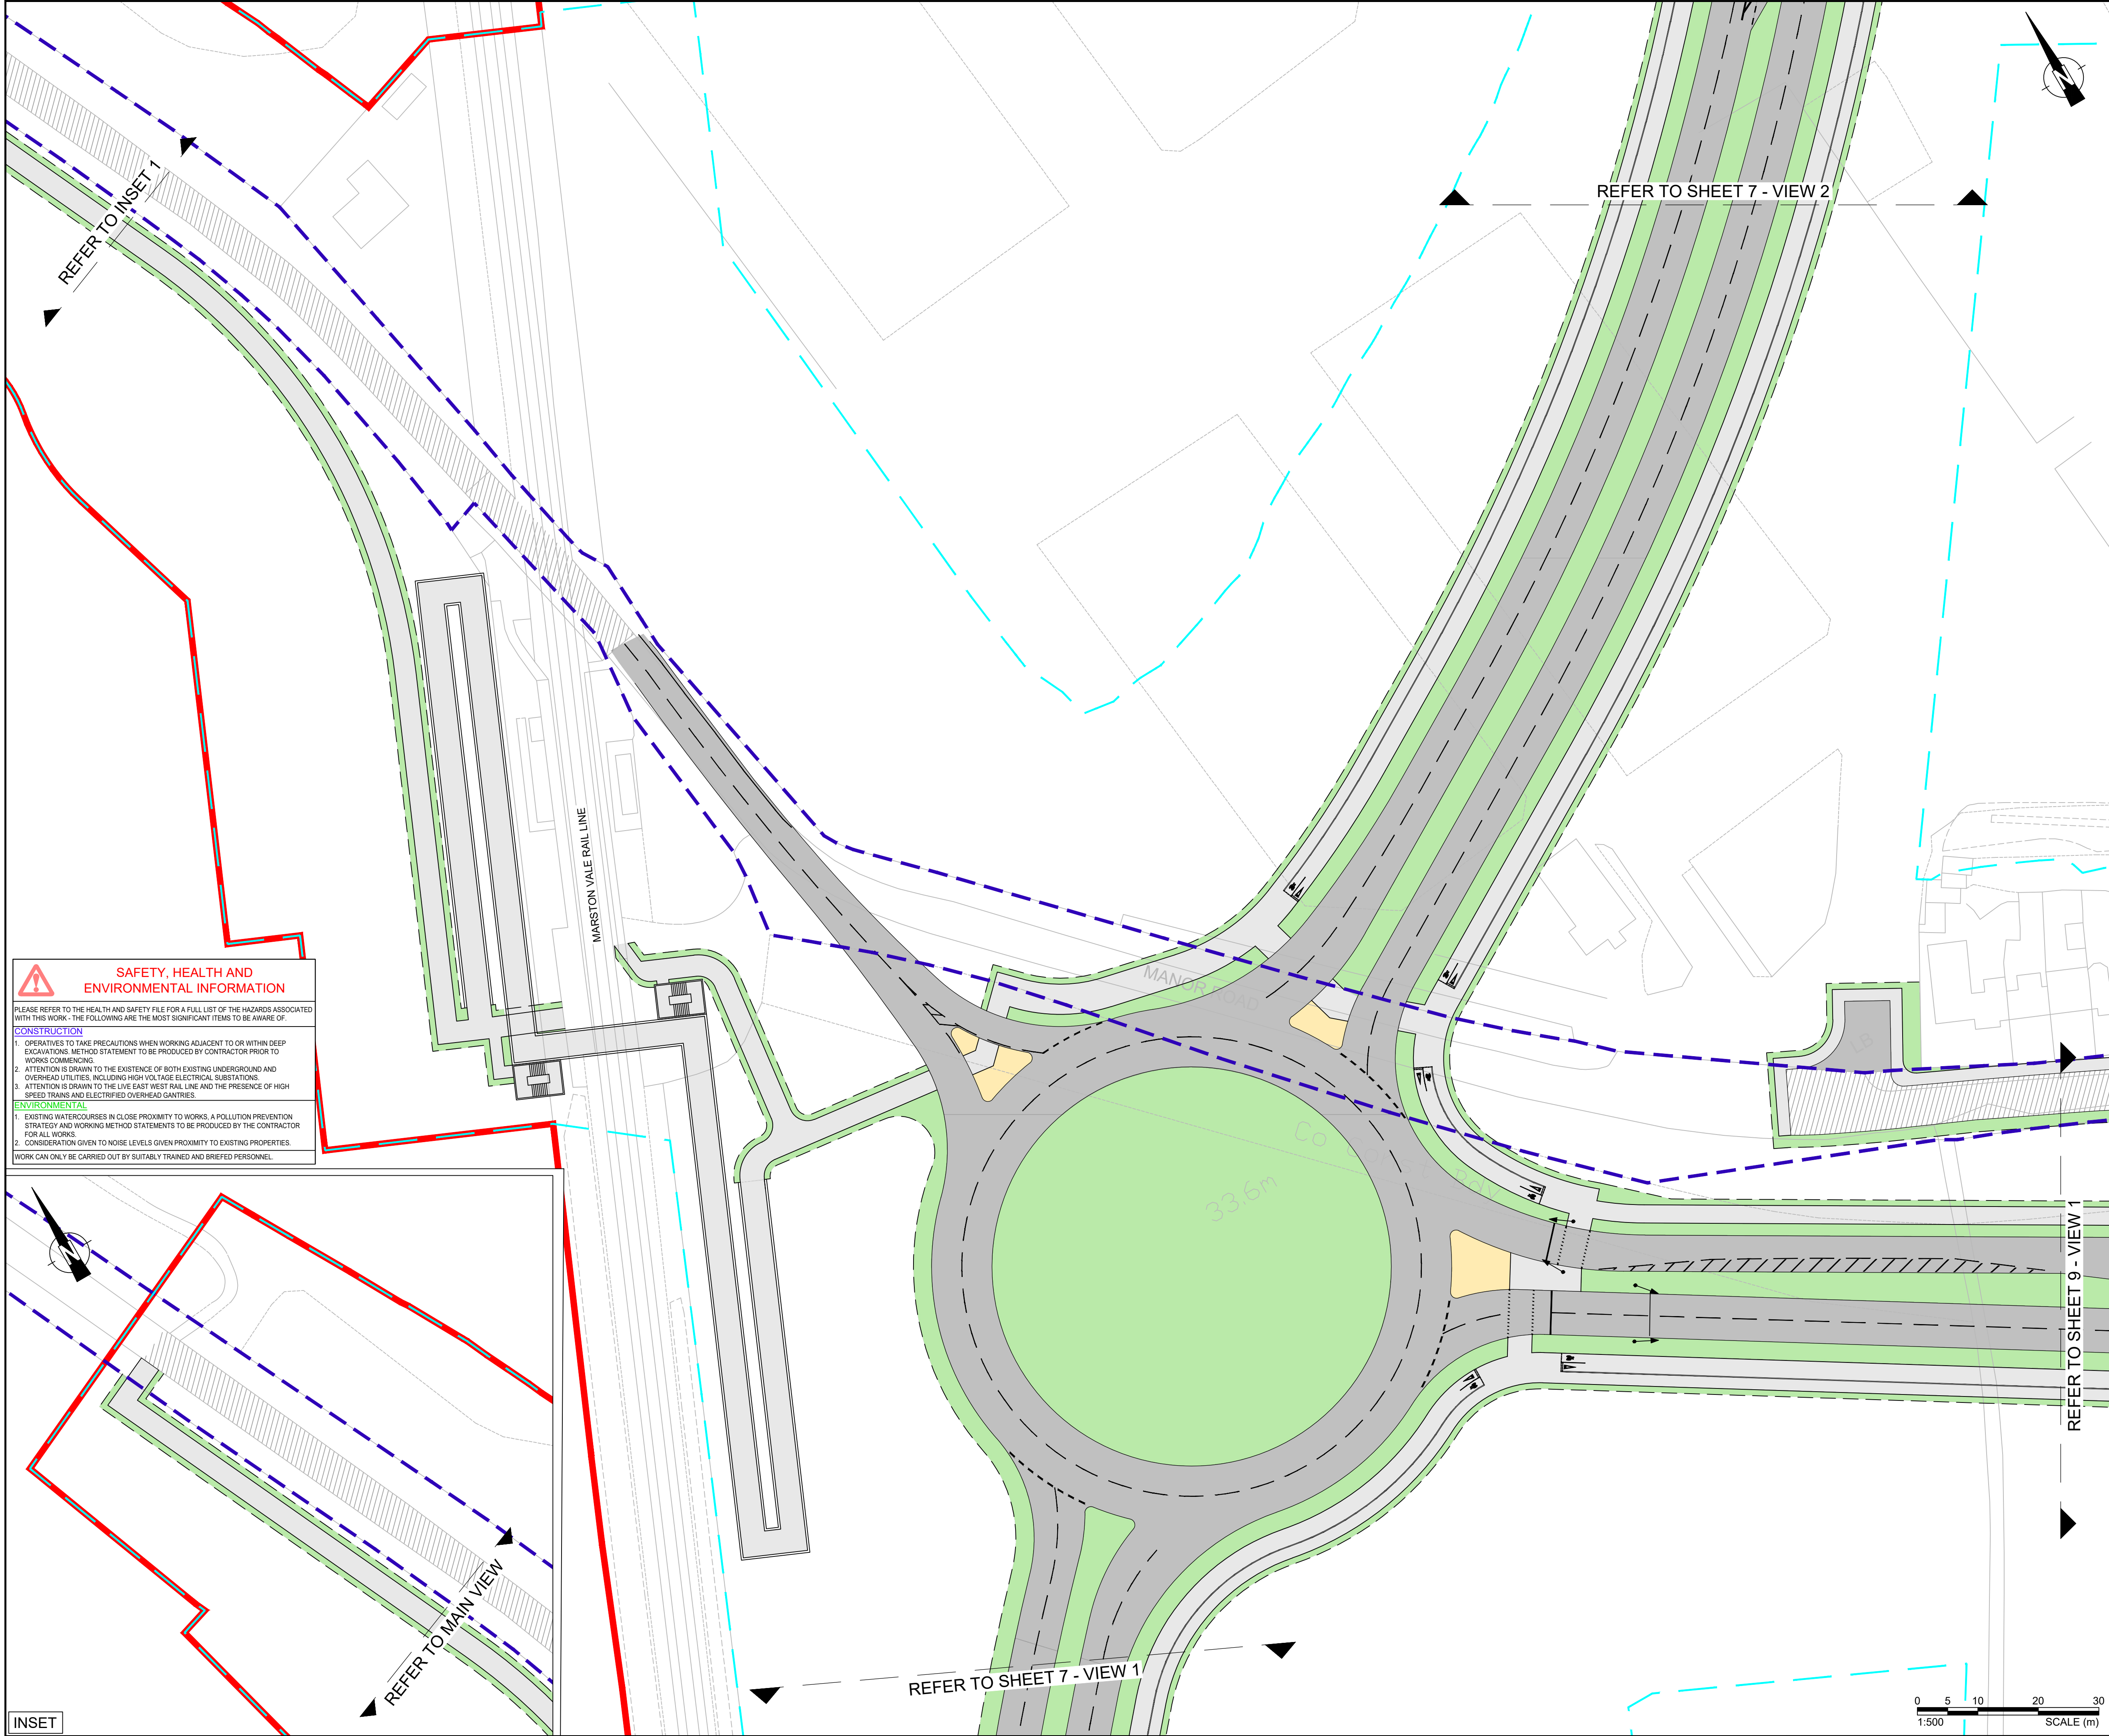 REFER TO INSET 1
REFER TO SHEET 7 - VIEW 2
MARSTON VALE RAIL LINE
MANOR ROAD
33.6m
LB
REFER TO SHEET 9 - VIEW 1
REFER TO SHEET 7 - VIEW 1
SAFETY, HEALTH AND
ENVIRONMENTAL INFORMATION
PLEASE REFER TO THE HEALTH AND SAFETY FILE FOR A FULL LIST OF THE HAZARDS ASSOCIATED
WITH THIS WORK - THE FOLLOWING ARE THE MOST SIGNIFICANT ITEMS TO BE AWARE OF.
CONSTRUCTION
1. OPERATIVES TO TAKE PRECAUTIONS WHEN WORKING ADJACENT TO OR WITHIN DEEP
EXCAVATIONS. METHOD STATEMENT TO BE PRODUCED BY CONTRACTOR PRIOR TO
WORKS COMMENCING.
2. ATTENTION IS DRAWN TO THE EXISTENCE OF BOTH EXISTING UNDERGROUND AND
OVERHEAD UTILITIES, INCLUDING HIGH VOLTAGE ELECTRICAL SUBSTATIONS.
3. ATTENTION IS DRAWN TO THE LIVE EAST WEST RAIL LINE AND THE PRESENCE OF HIGH
SPEED TRAINS AND ELECTRIFIED OVERHEAD GANTRIES.
ENVIRONMENTAL
1. EXISTING WATERCOURSES IN CLOSE PROXIMITY TO WORKS, A POLLUTION PREVENTION
STRATEGY AND WORKING METHOD STATEMENTS TO BE PRODUCED BY THE CONTRACTOR
FOR ALL WORKS.
2. CONSIDERATION GIVEN TO NOISE LEVELS GIVEN PROXIMITY TO EXISTING PROPERTIES.
WORK CAN ONLY BE CARRIED OUT BY SUITABLY TRAINED AND BRIEFED PERSONNEL.
REFER TO MAIN VIEW
INSET
0 5 10 20 30
1:500 SCALE (m)